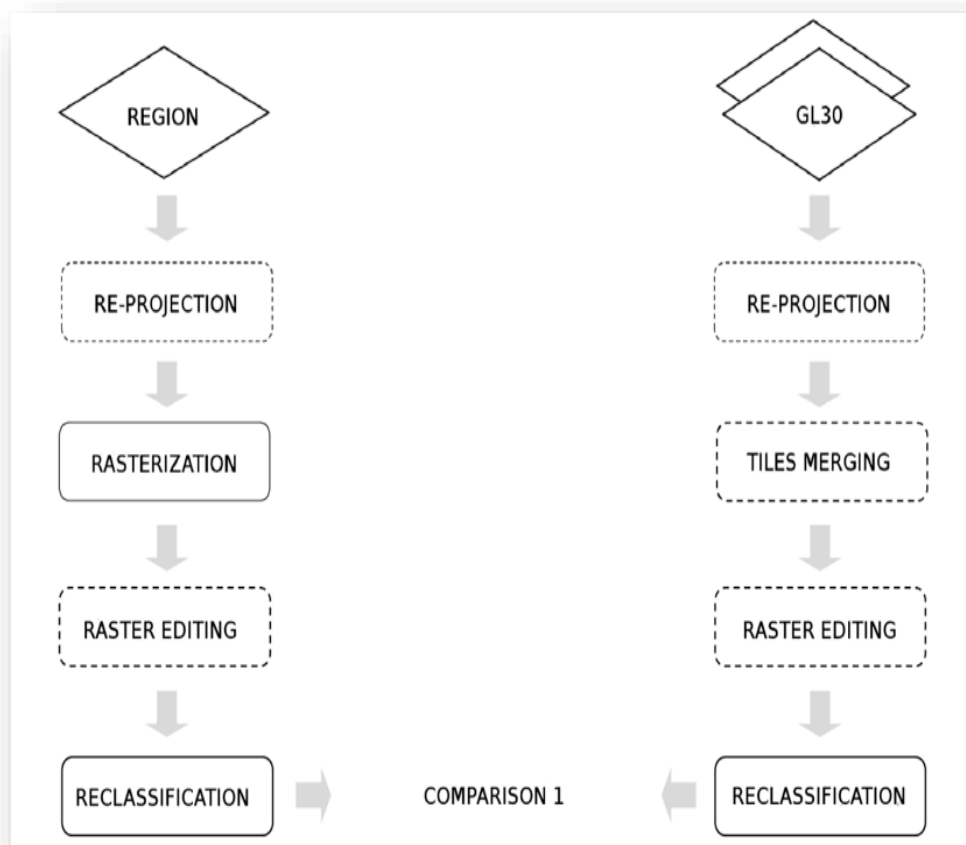 REGION
GL30
RE-PROJECTION
RE-PROJECTION
RASTERIZATION
TILES MERGING
RASTER EDITING
RASTER EDITING
RECLASSIFICATION
COMPARISON 1
RECLASSIFICATION